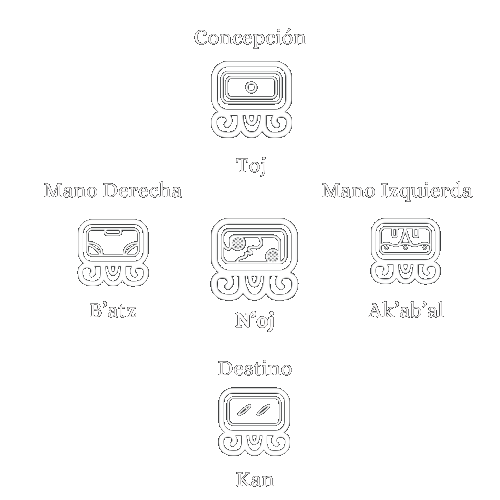 Concepción
Toj
Mano Derecha
Mano Izquierda
B'atz
N'oj
Ak'ab'al
Destino
Kan